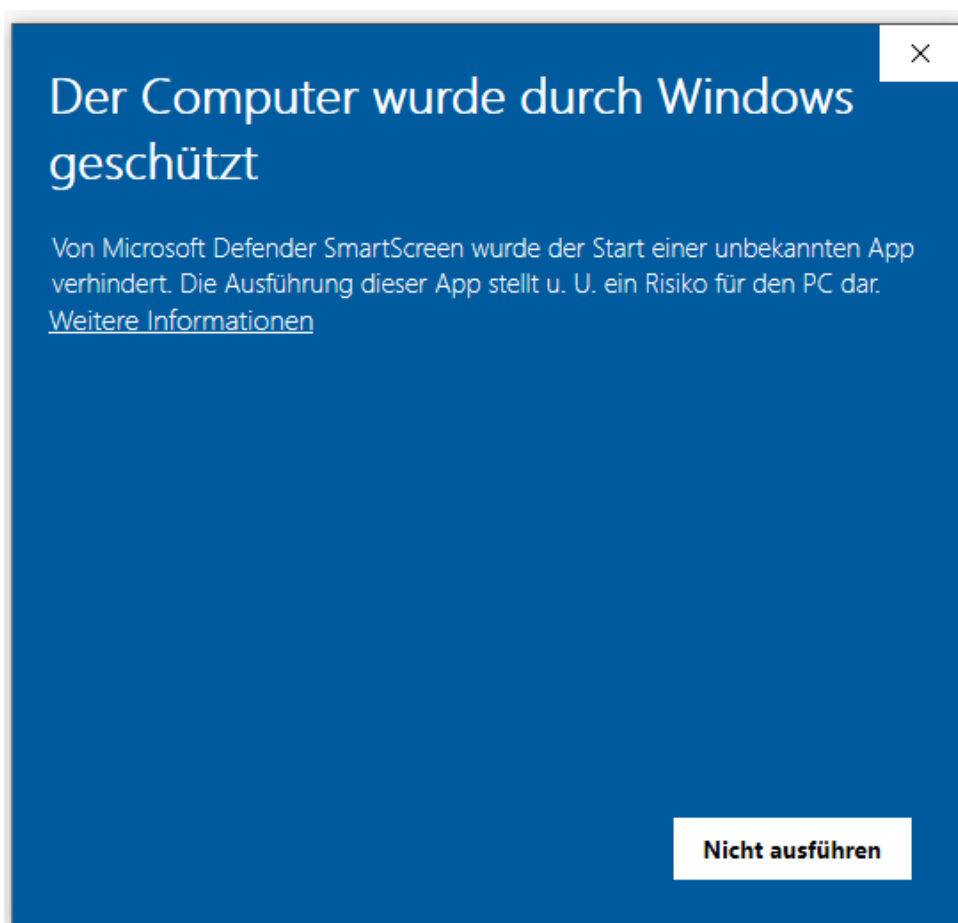 Der Computer wurde durch Windows
geschützt
Von Microsoft Defender SmartScreen wurde der Start einer unbekannten App
verhindert. Die Ausführung dieser App stellt u. U. ein Risiko für den PC dar.
Weitere Informationen
Nicht ausführen